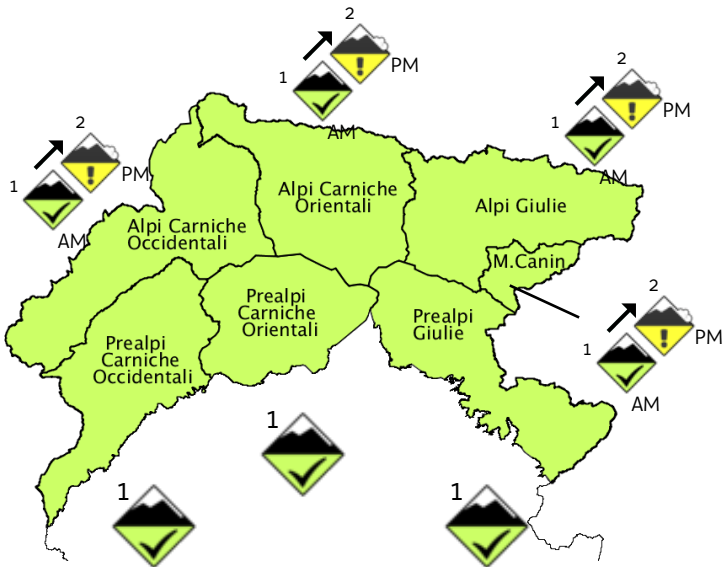 2
PM
1
AM
2
PM
1
AM
2
PM
1
AM
Alpi Carniche
Orientali
Alpi Giulie
Alpi Carniche
Occidentali
M.Canin
Prealpi
Carniche
Orientali
Prealpi
Giulie
2
PM
1
AM
Prealpi
Carniche
Occidentali
1
1
1